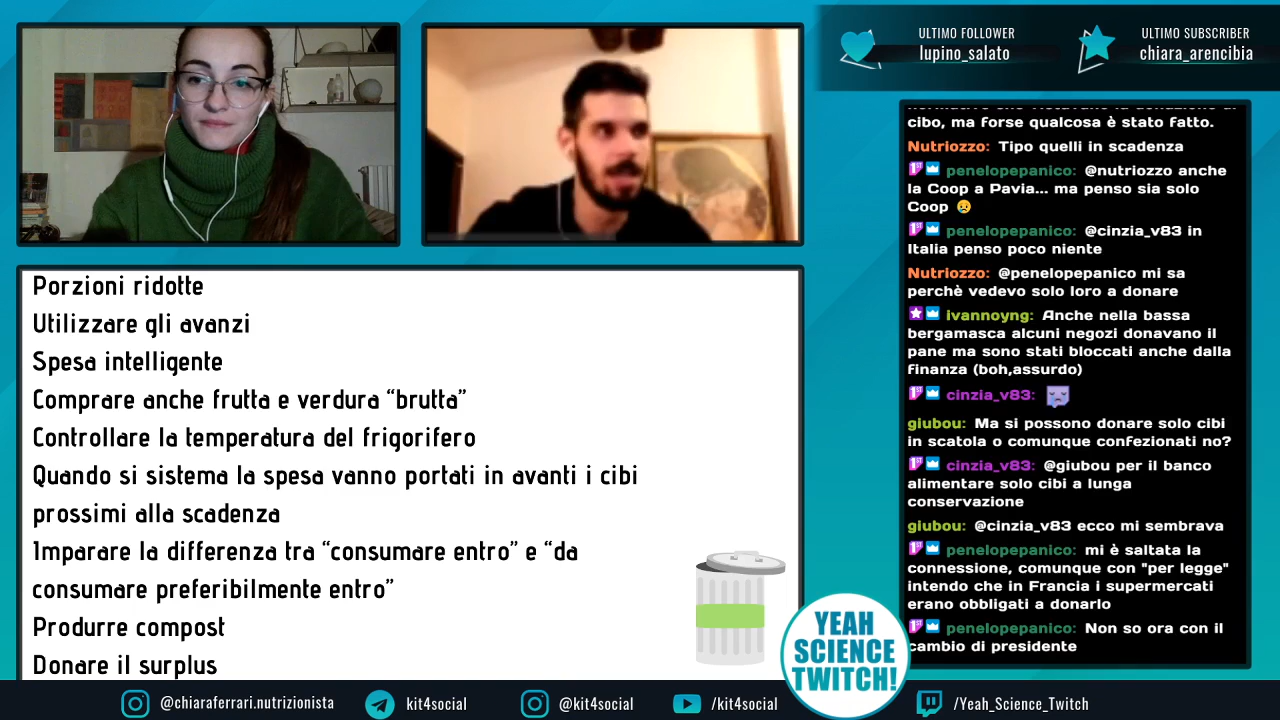 ULTIMO FOLLOWER
lupino_salato
ULTIMO SUBSCRIBER
chiara_arencibia
Porzioni ridotte
Utilizzare gli avanzi
Spesa intelligente
Comprare anche frutta e verdura “brutta”
Controllare la temperatura del frigorifero
Quando si sistema la spesa vanno portati in avanti i cibi
prossimi alla scadenza
Imparare la differenza tra “consumare entro” e “da
consumare preferibilmente entro”
Produrre compost
Donare il surplus
cibo, ma forse qualcosa è stato fatto.
Nutriozzo: Tipo quelli in scadenza
penelopepanico: @nutriozzo anche
la Coop a Pavia... ma penso sia solo
Coop 😥
penelopepanico: @cinzia_v83 in
Italia penso poco niente
Nutriozzo: @penelopepanico mi sa
perchè vedevo solo loro a donare
ivannoyng: Anche nella bassa
bergamasca alcuni negozi donavano il
pane ma sono stati bloccati anche dalla
finanza (boh,assurdo)
cinzia_v83:
giubou: Ma si possono donare solo cibi
in scatola o comunque confezionati no?
cinzia_v83: @giubou per il banco
alimentare solo cibi a lunga
conservazione
giubou: @cinzia_v83 ecco mi sembrava
penelopepanico: mi è saltata la
connessione, comunque con "per legge"
intendo che in Francia i supermercati
erano obbligati a donarlo
penelopepanico: Non so ora con il
cambio di presidente
YEAH
SCIENCE
TWITCH!
@chiaraferrari.nutrizionista
kit4social
@kit4social
/kit4social
/Yeah_Science_Twitch